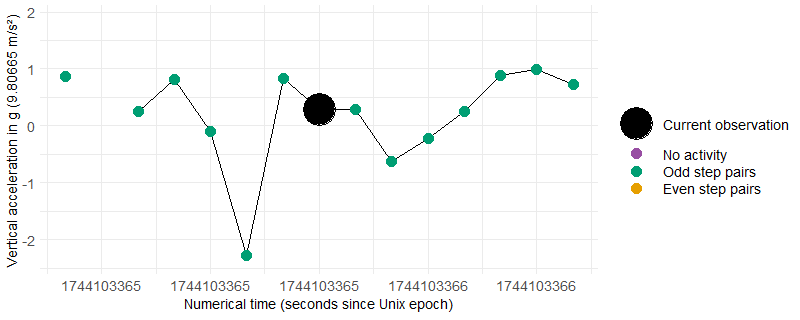 2
1
0
-1
-2
Vertical acceleration in g (9.80665 m/s²)
1744103365 1744103365 1744103365 1744103366 1744103366
Numerical time (seconds since Unix epoch)
Current observation
No activity
Odd step pairs
Even step pairs